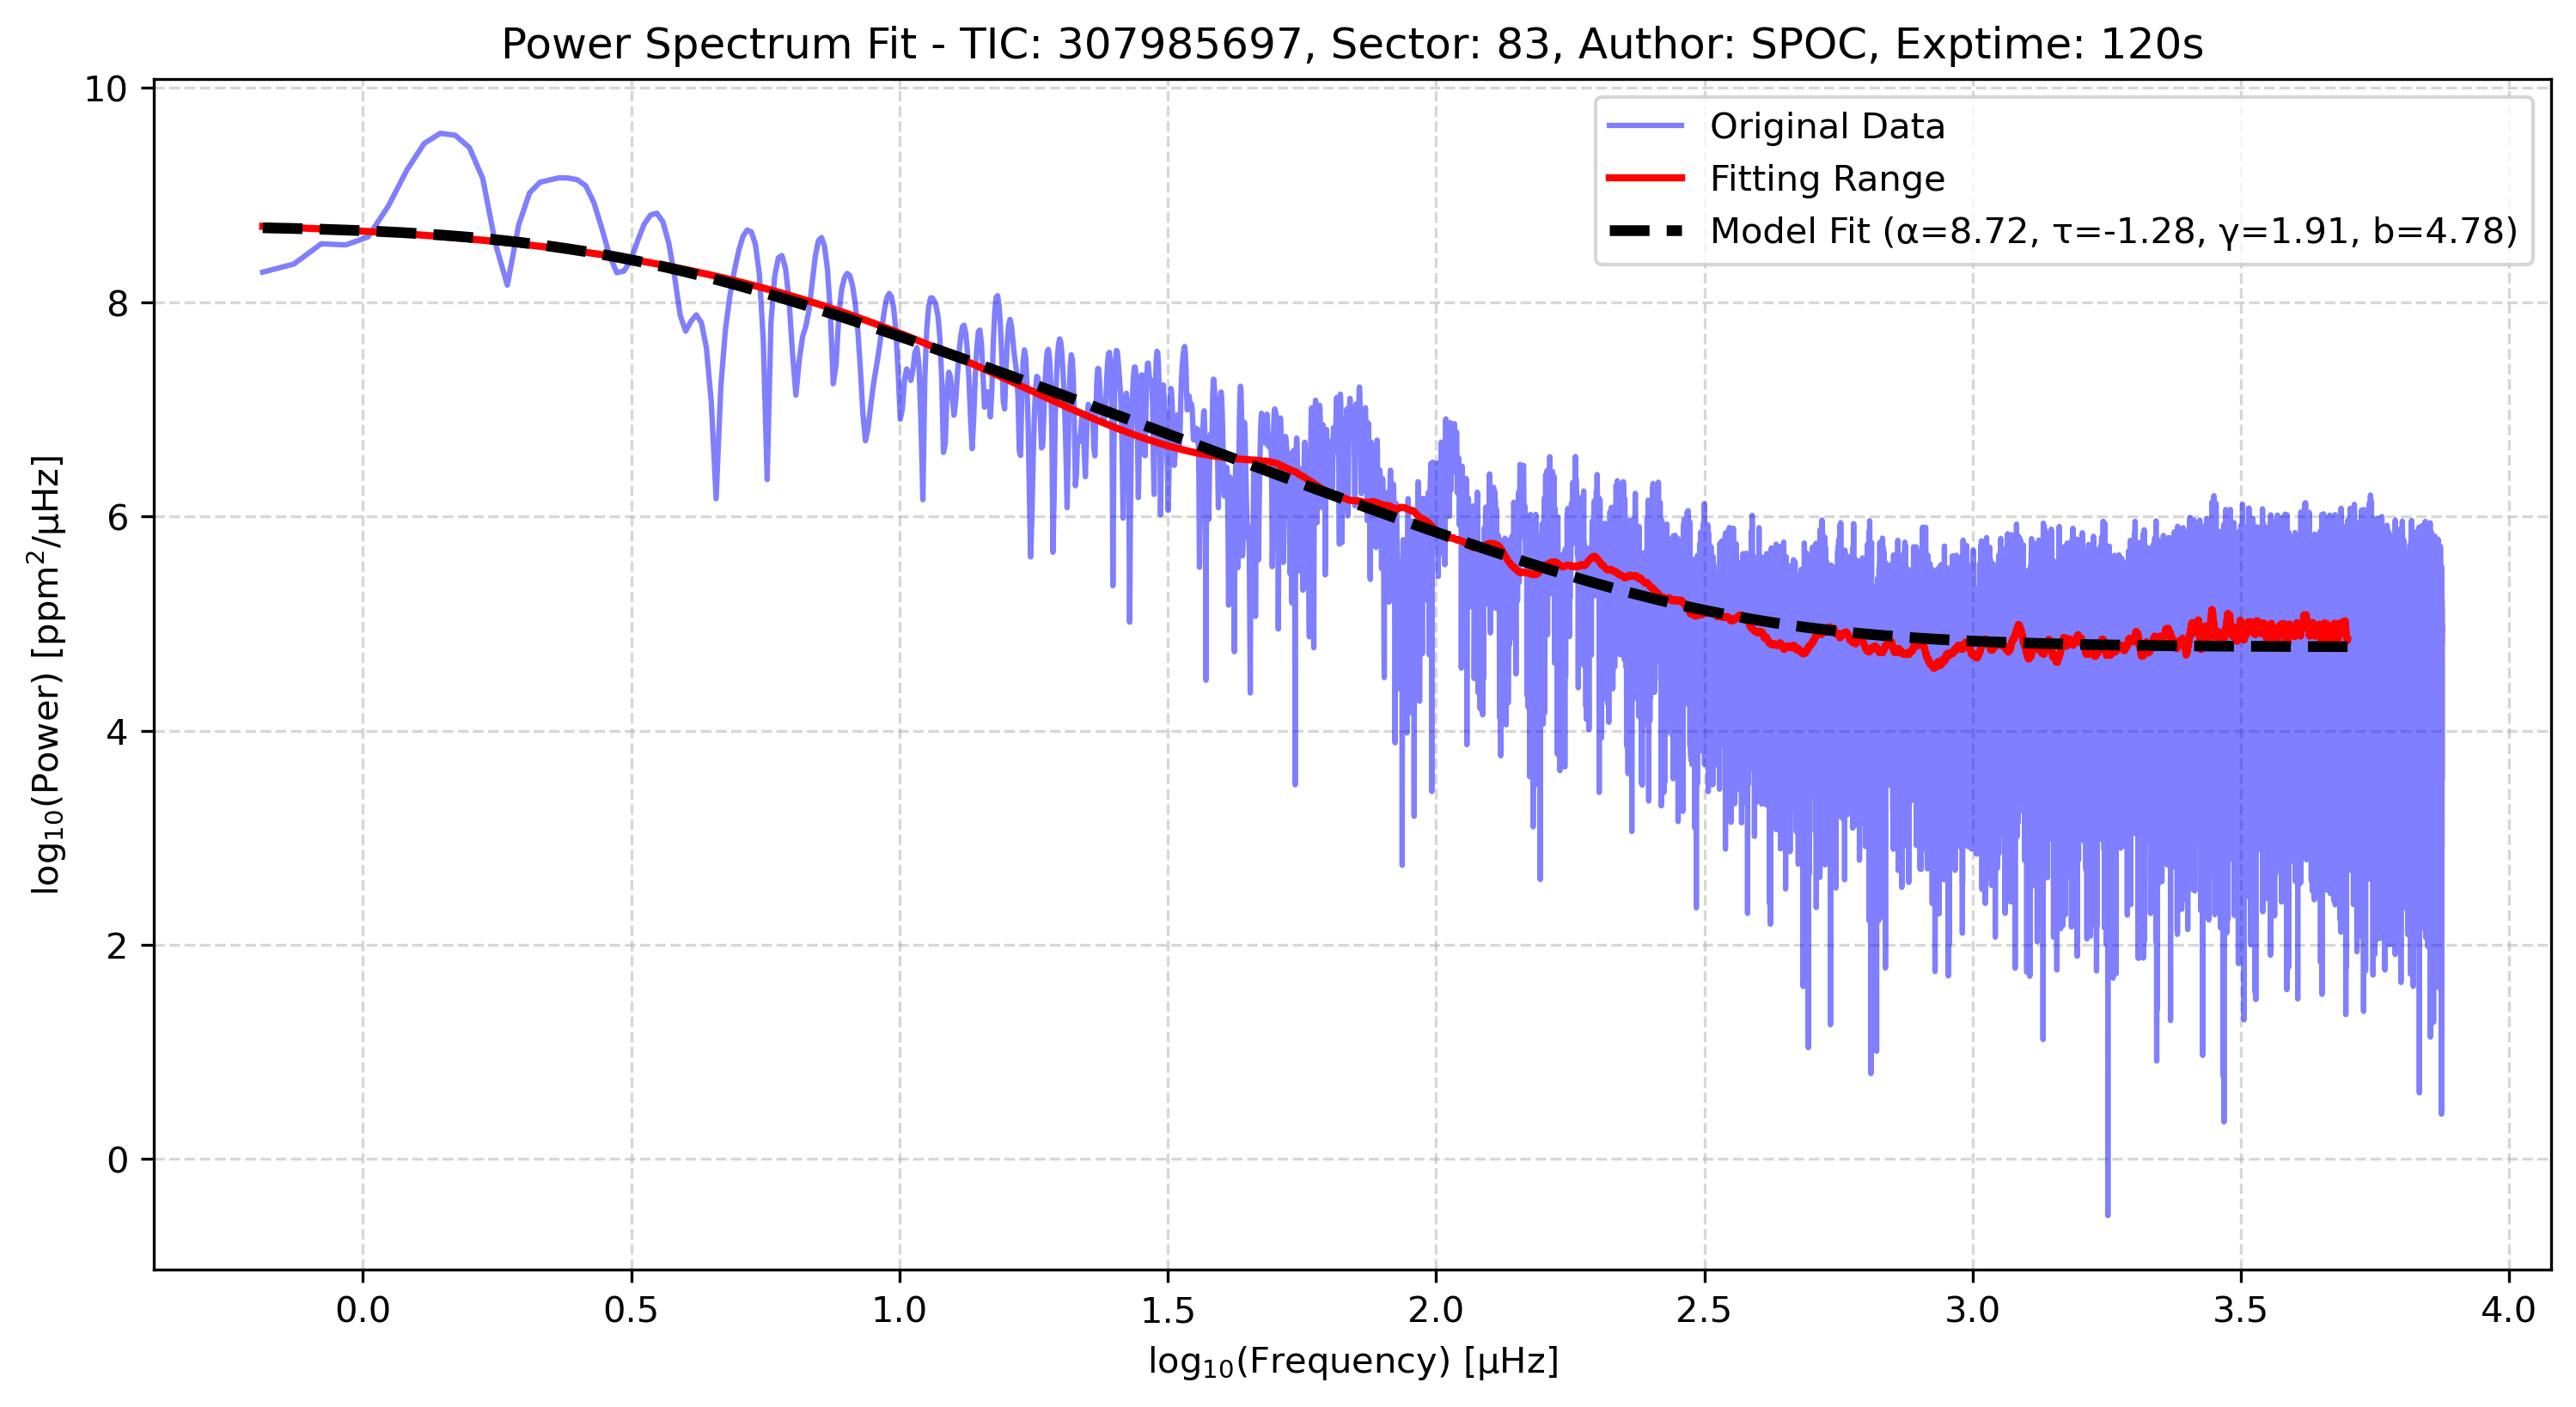 Power Spectrum Fit - TIC: 307985697, Sector: 83, Author: SPOC, Exptime: 120s
Original Data
Fitting Range
Model Fit (α=8.72, τ=-1.28, γ=1.91, b=4.78)
log₁₀(Power) [ppm²/μHz]
10
8
6
4
2
0
0.0 0.5 1.0 1.5 2.0 2.5 3.0 3.5 4.0
log₁₀(Frequency) [μHz]